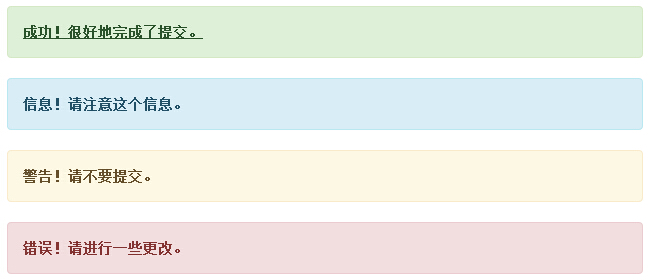 成功！很好地完成了提交。
信息！请注意这个信息。
警告！请不要提交。
错误！请进行一些更改。